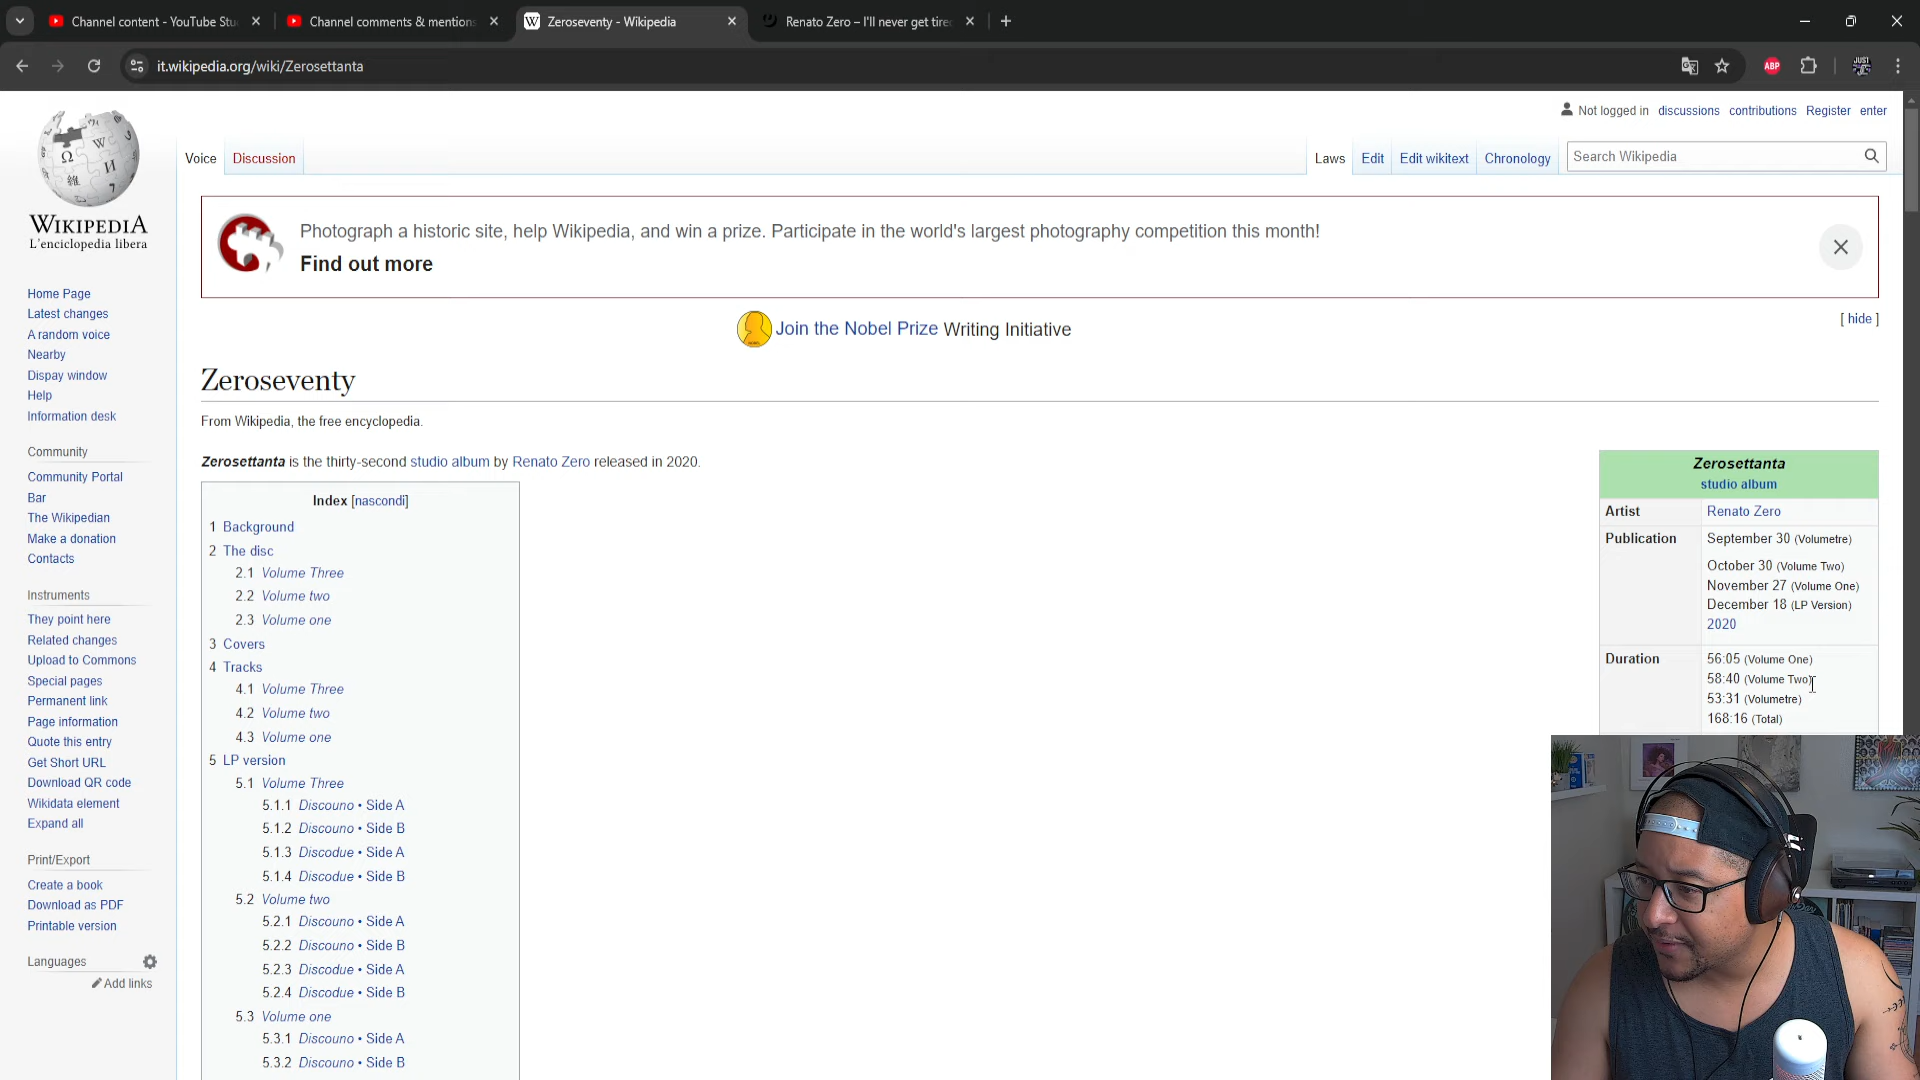 Channel content - YouTube Stu
Channel comments & mentions
Zeroseventy - Wikipedia
Renato Zero – I'll never get tired
it.wikipedia.org/wiki/Zerosettanta
ABP
Not logged in discussions contributions Register enter
Voice Discussion
Laws Edit Edit wikitext Chronology Search Wikipedia
WIKIPEDIA
L'enciclopedia libera
Photograph a historic site, help Wikipedia, and win a prize. Participate in the world's largest photography competition this month!
Find out more
Join the Nobel Prize Writing Initiative
[ hide ]
Home Page
Latest changes
A random voice
Nearby
Dispay window
Help
Information desk
Community
Community Portal
Bar
The Wikipedian
Make a donation
Contacts
Instruments
They point here
Related changes
Upload to Commons
Special pages
Permanent link
Page information
Quote this entry
Get Short URL
Download QR code
Wikidata element
Expand all
Print/Export
Create a book
Download as PDF
Printable version
Languages
Add links
Zeroseventy
From Wikipedia, the free encyclopedia.
Zerosettanta is the thirty-second studio album by Renato Zero released in 2020.
Index [nascondi]
1 Background
2 The disc
2.1 Volume Three
2.2 Volume two
2.3 Volume one
3 Covers
4 Tracks
4.1 Volume Three
4.2 Volume two
4.3 Volume one
5 LP version
5.1 Volume Three
5.1.1 Discouno • Side A
5.1.2 Discouno • Side B
5.1.3 Discodue • Side A
5.1.4 Discodue • Side B
5.2 Volume two
5.2.1 Discouno • Side A
5.2.2 Discouno • Side B
5.2.3 Discodue • Side A
5.2.4 Discodue • Side B
5.3 Volume one
5.3.1 Discouno • Side A
5.3.2 Discouno • Side B
Zerosettanta
studio album
Artist Renato Zero
Publication September 30 (Volumetre)
October 30 (Volume Two)
November 27 (Volume One)
December 18 (LP Version)
2020
Duration 56:05 (Volume One)
58:40 (Volume Two)
53:31 (Volumetre)
168:16 (Total)